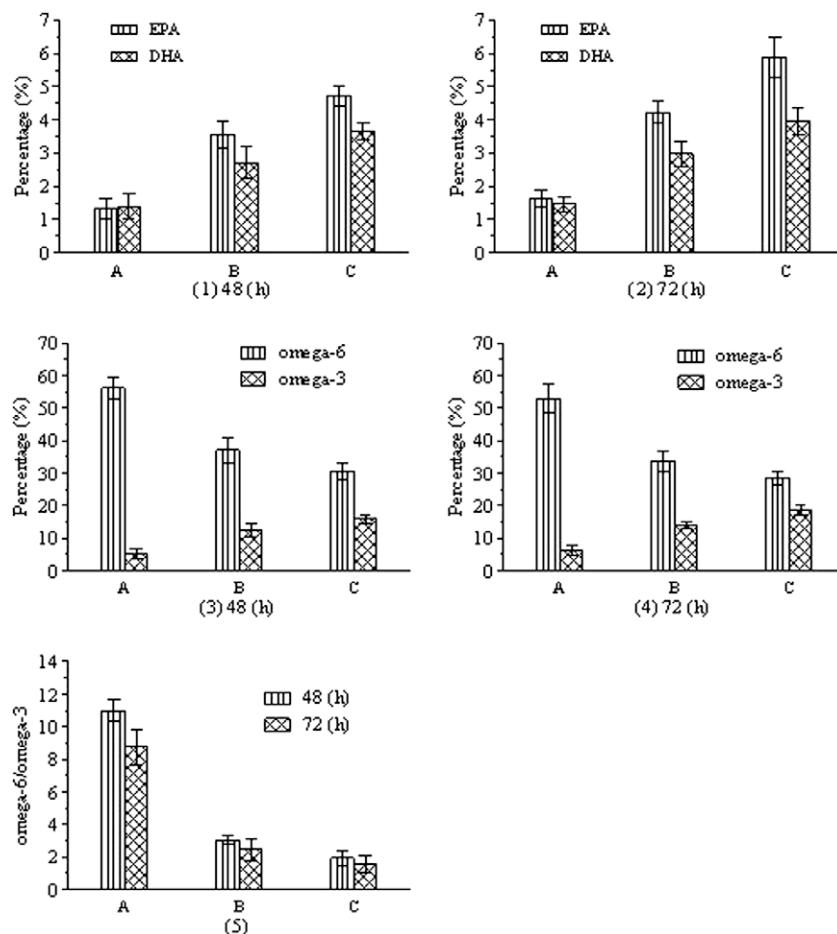 7
6
5
4
3
2
1
0
Percentage (%)
EPA
DHA
A B C
(1) 48 (h)
7
6
5
4
3
2
1
0
Percentage (%)
EPA
DHA
A B C
(2) 72 (h)
70
60
50
40
30
20
10
0
Percentage (%)
omega-6
omega-3
A B C
(3) 48 (h)
70
60
50
40
30
20
10
0
Percentage (%)
omega-6
omega-3
A B C
(4) 72 (h)
14
12
10
8
6
4
2
0
omega-6/omega-3
48 (h)
72 (h)
A B C
(5)